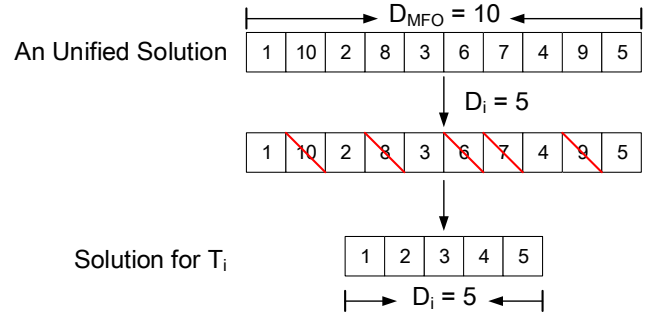 D_MFO = 10
An Unified Solution 1 10 2 8 3 6 7 4 9 5
D_i = 5
1 10 2 8 3 6 7 4 9 5
Solution for T_i 1 2 3 4 5
D_i = 5